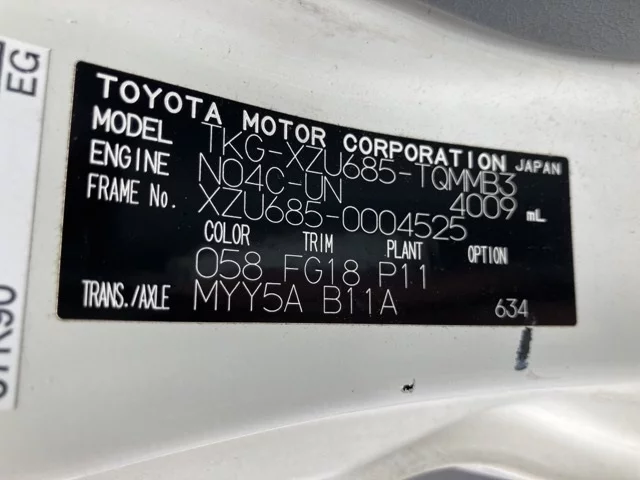 EG
TOYOTA MOTOR CORPORATION JAPAN
MODEL TKG-XZU685-TQMMB3
ENGINE N04C-UN 4009 mL
FRAME No. XZU685-0004525
COLOR TRIM PLANT OPTION
058 FG18 P11
TRANS./AXLE MYY5A B11A 634